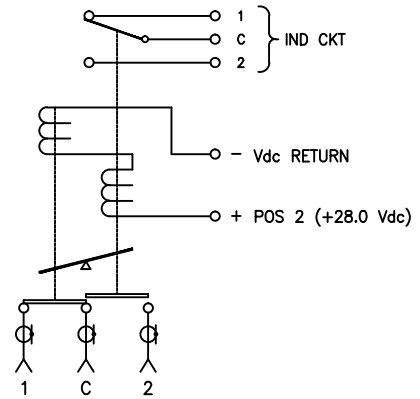 1
C IND CKT
2
− Vdc RETURN
+ POS 2 (+28.0 Vdc)
1 C 2